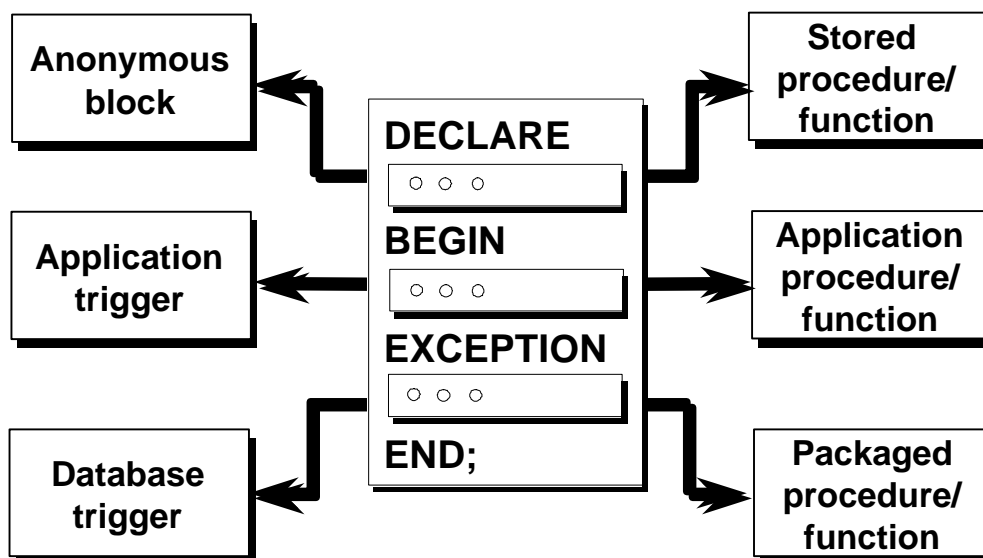 Anonymous
block
Application
trigger
Database
trigger
DECLARE
BEGIN
EXCEPTION
END;
Stored
procedure/
function
Application
procedure/
function
Packaged
procedure/
function